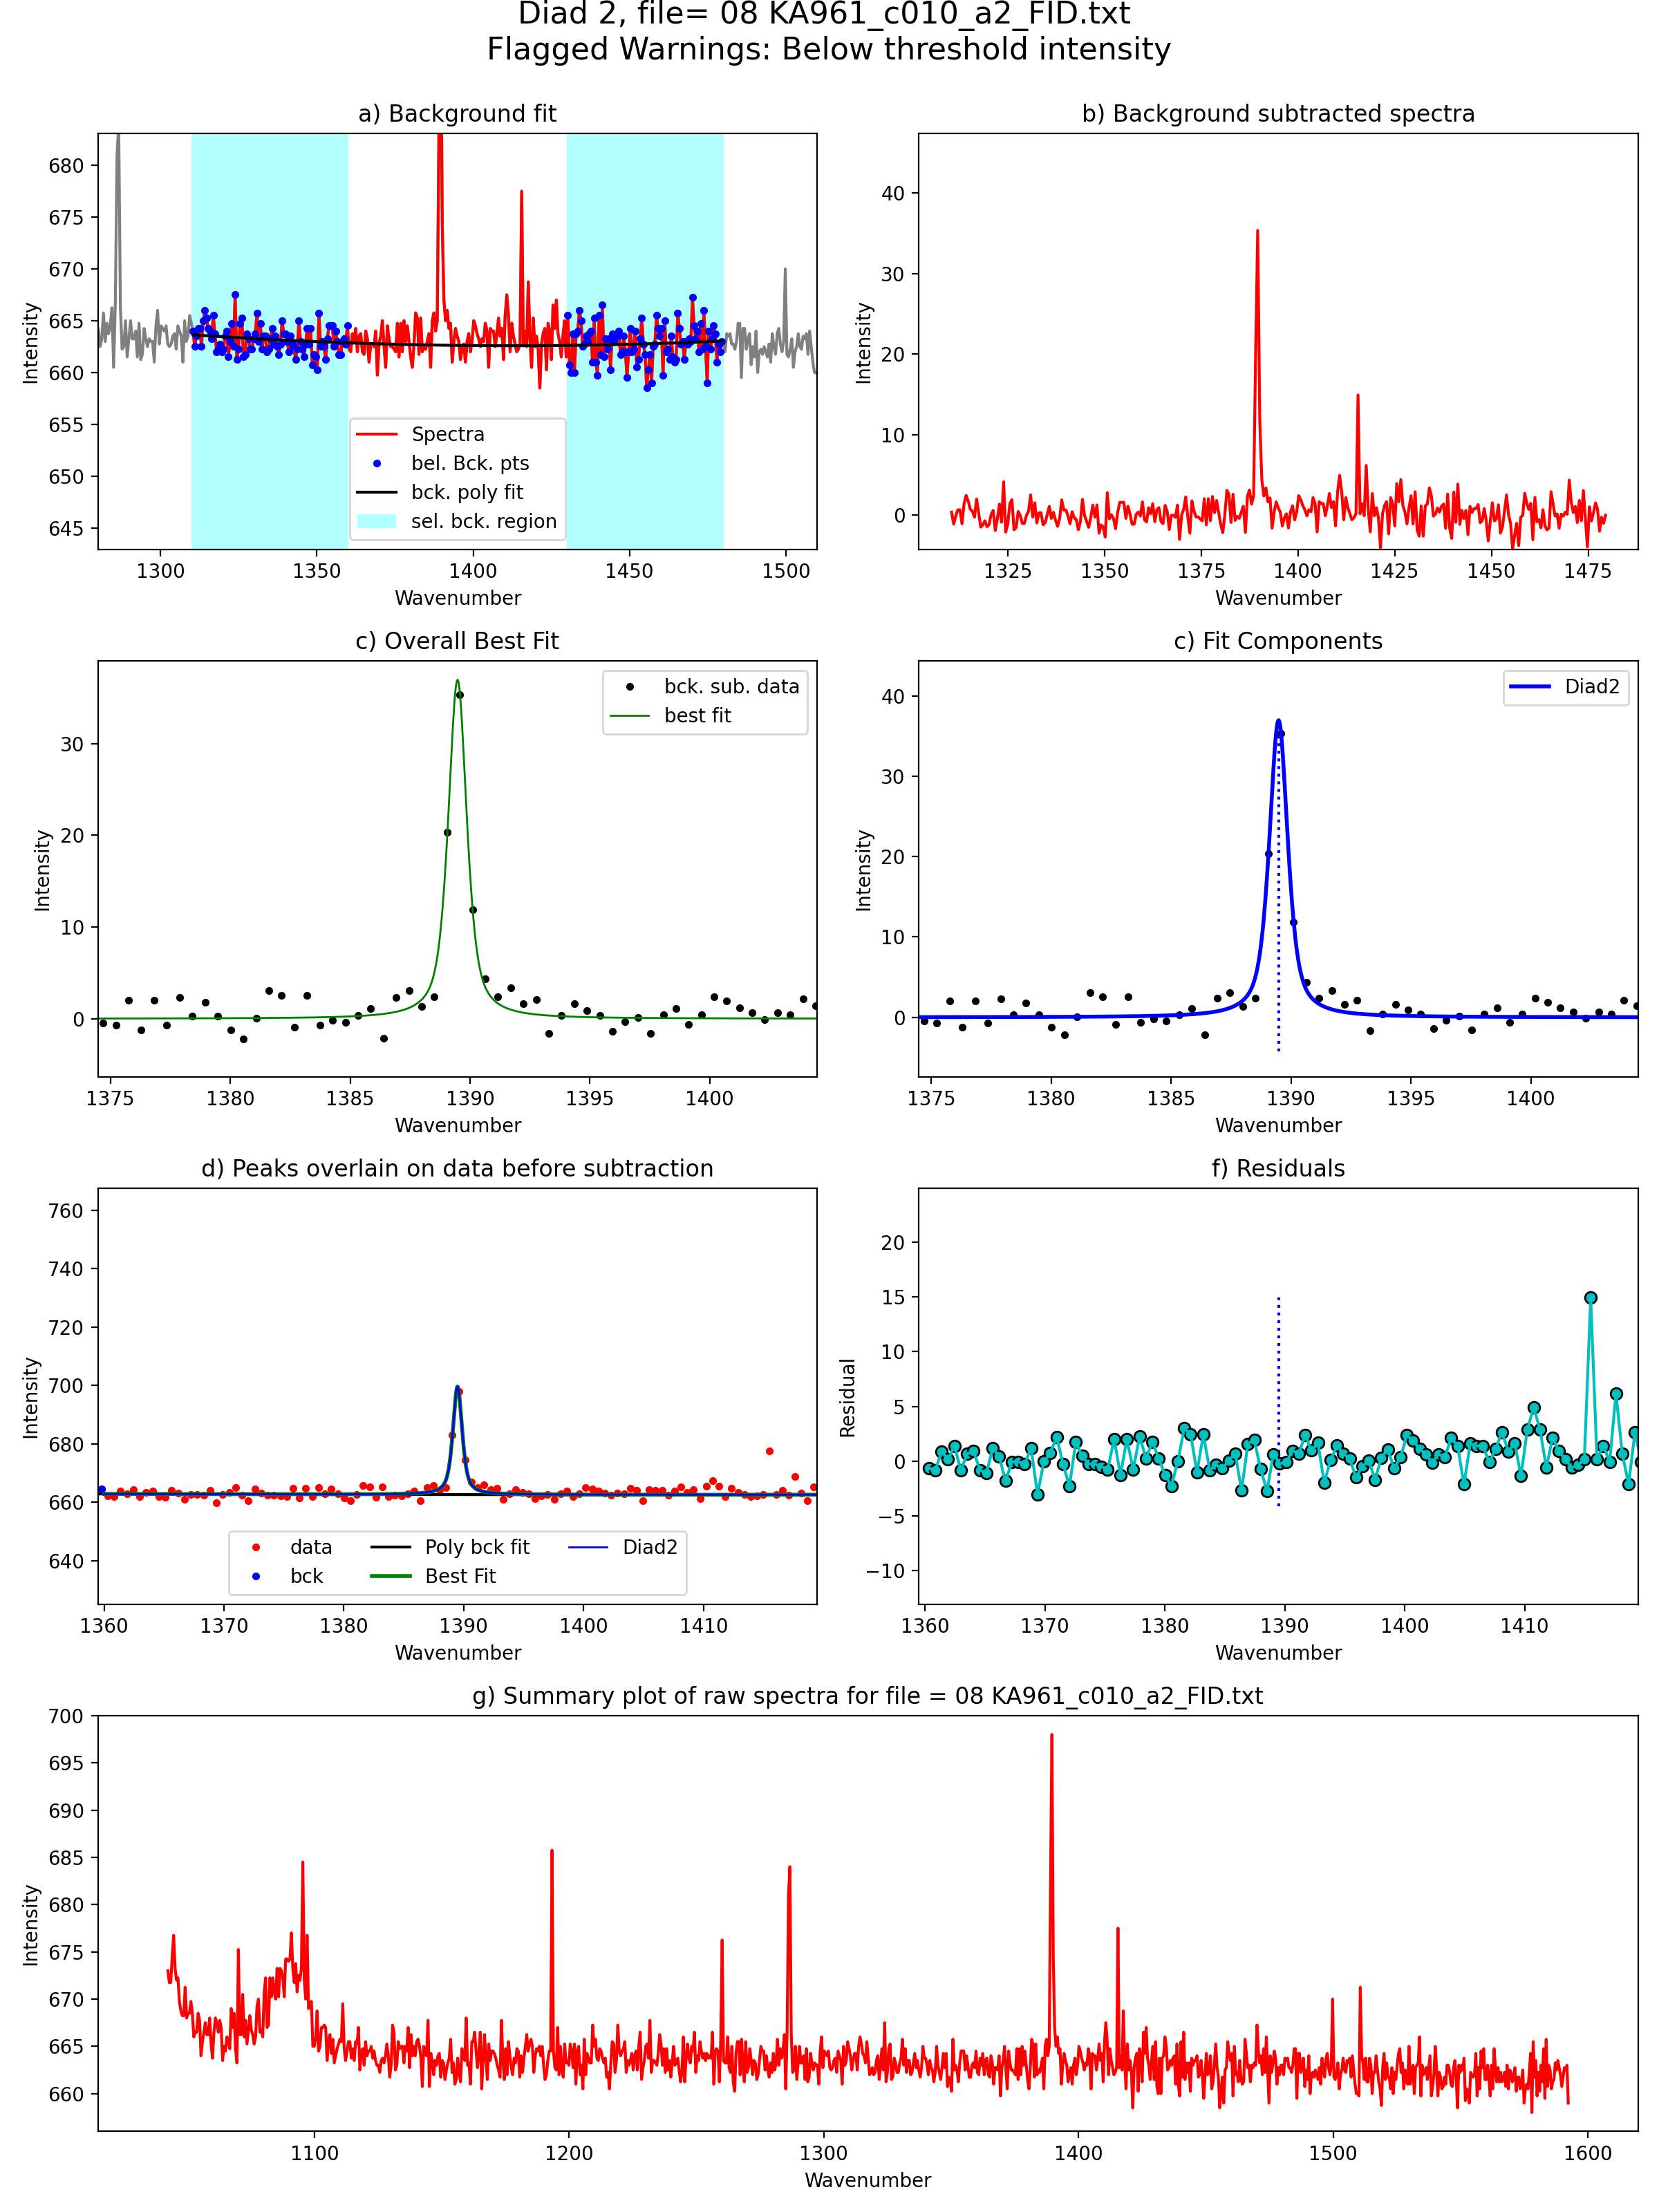 Diad 2, file= 08 KA961_c010_a2_FID.txt
Flagged Warnings: Below threshold intensity
a) Background fit
680
675
670
665
660
655
650
645
Intensity
Spectra
bel. Bck. pts
bck. poly fit
sel. bck. region
1300 1350 1400 1450 1500
Wavenumber
b) Background subtracted spectra
40
30
20
10
0
Intensity
1325 1350 1375 1400 1425 1450 1475
Wavenumber
c) Overall Best Fit
30
20
10
0
Intensity
bck. sub. data
best fit
1375 1380 1385 1390 1395 1400
Wavenumber
c) Fit Components
40
30
20
10
0
Intensity
Diad2
1375 1380 1385 1390 1395 1400
Wavenumber
d) Peaks overlain on data before subtraction
760
740
720
700
680
660
640
Intensity
data
bck
Poly bck fit
Best Fit
Diad2
1360 1370 1380 1390 1400 1410
Wavenumber
f) Residuals
20
15
10
5
0
−5
−10
Residual
1360 1370 1380 1390 1400 1410
Wavenumber
g) Summary plot of raw spectra for file = 08 KA961_c010_a2_FID.txt
700
695
690
685
680
675
670
665
660
Intensity
1100 1200 1300 1400 1500 1600
Wavenumber